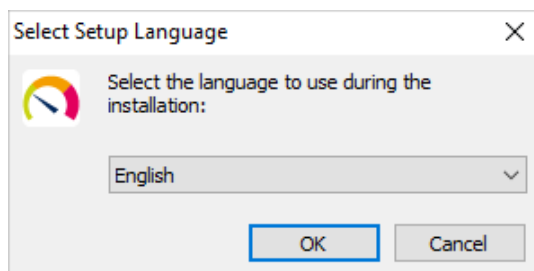 Select Setup Language
Select the language to use during the
installation:
English
OK
Cancel